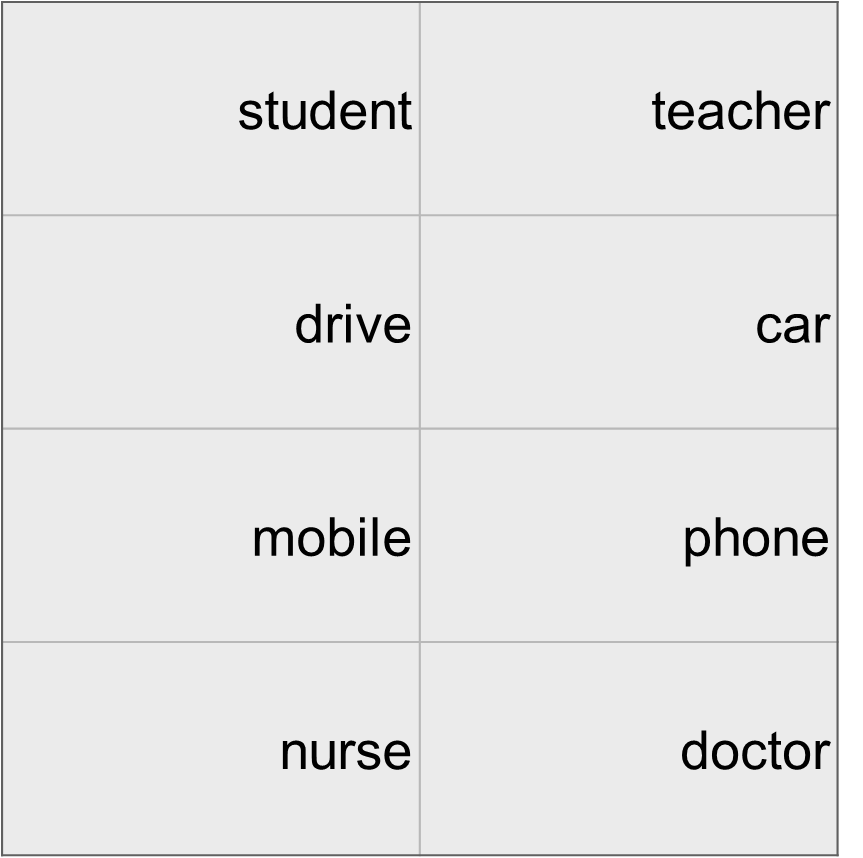 student teacher
drive car
mobile phone
nurse doctor